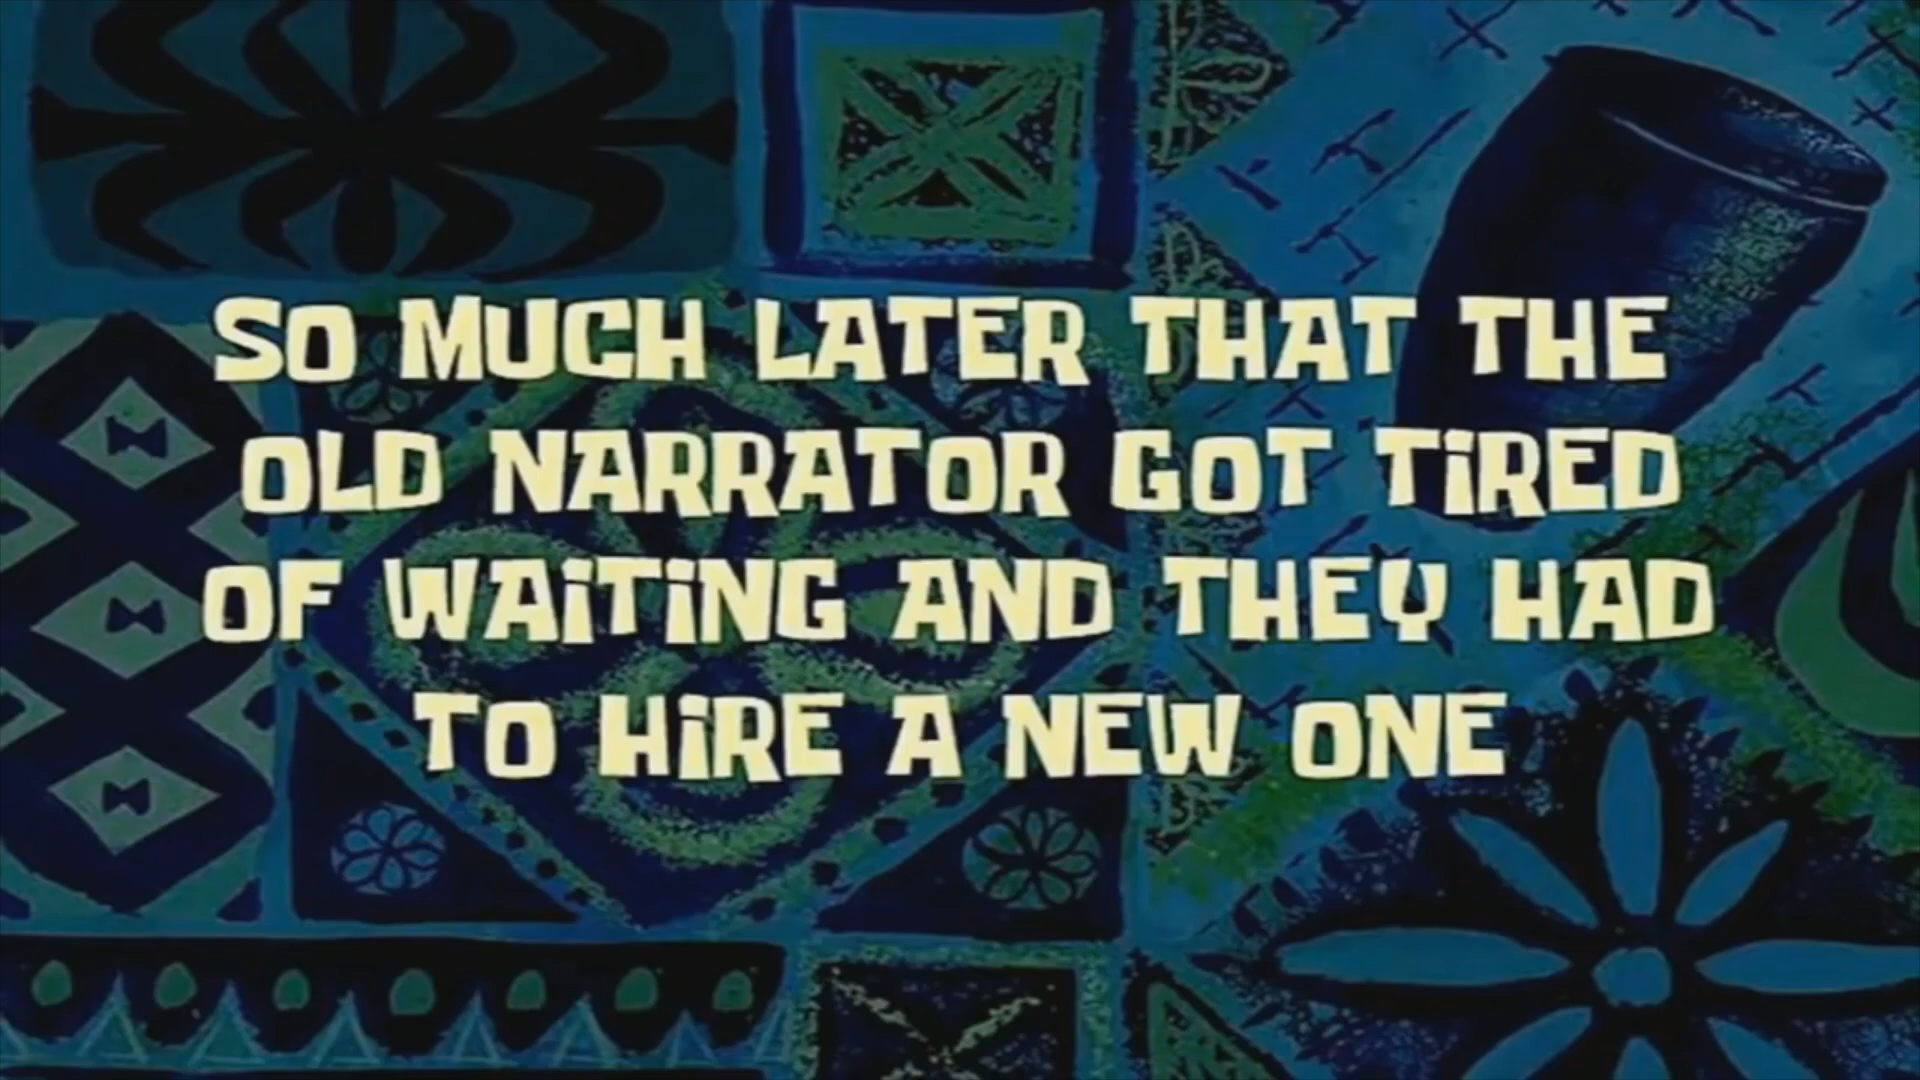 SO MUCH LATER THAT THE
OLD NARRATOR GOT TiRED
OF WAiTiNG AND THEY HAD
TO HiRE A NEW ONE